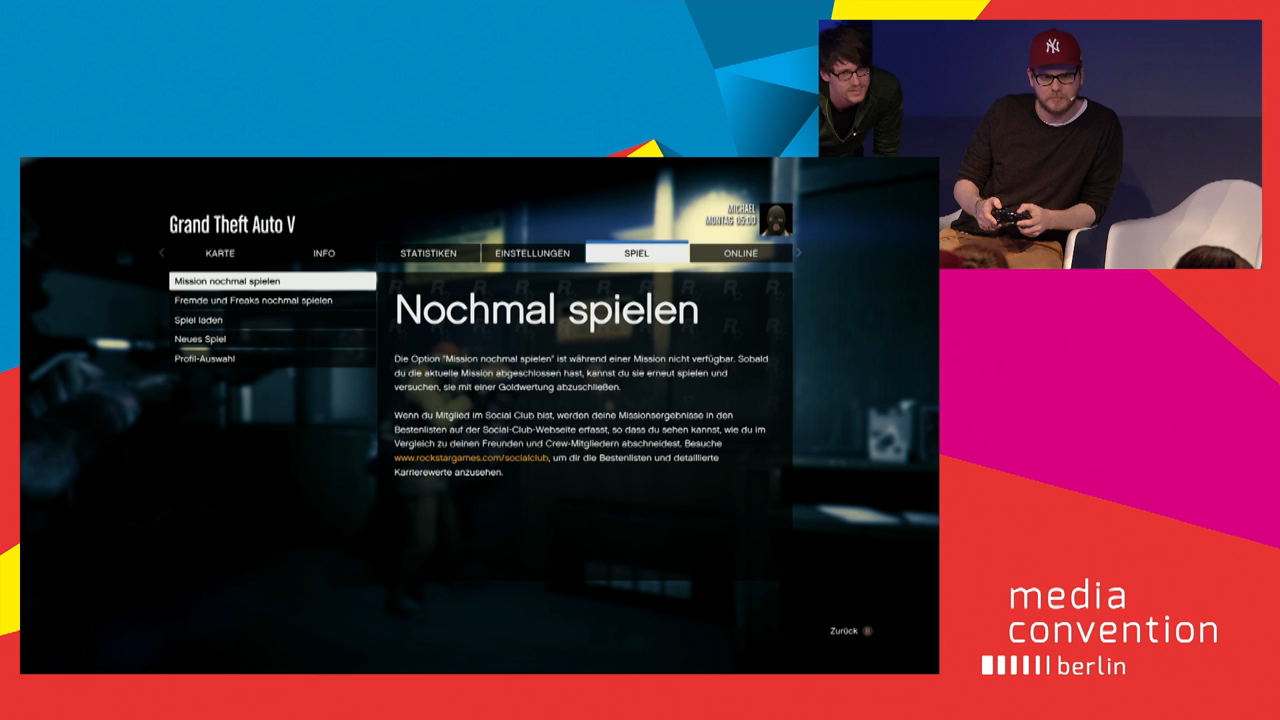 NY
Grand Theft Auto V
MICHAEL
MONTAG 05:00
KARTE
INFO
STATISTIKEN
EINSTELLUNGEN
SPIEL
ONLINE
Mission nochmal spielen
Fremde und Freaks nochmal spielen
Spiel laden
Neues Spiel
Profil-Auswahl
Nochmal spielen
Die Option "Mission nochmal spielen" ist während einer Mission nicht verfügbar. Sobald
du die aktuelle Mission abgeschlossen hast, kannst du sie erneut spielen und
versuchen, sie mit einer Goldwertung abzuschließen.
Wenn du Mitglied im Social Club bist, werden deine Missionsergebnisse in den
Bestenlisten auf der Social-Club-Webseite erfasst, so dass du sehen kannst, wie du im
Vergleich zu deinen Freunden und Crew-Mitgliedern abschneidest. Besuche
www.rockstargames.com/socialclub, um dir die Bestenlisten und detaillierte
Karrierewerte anzusehen.
Zurück B
media
convention
berlin